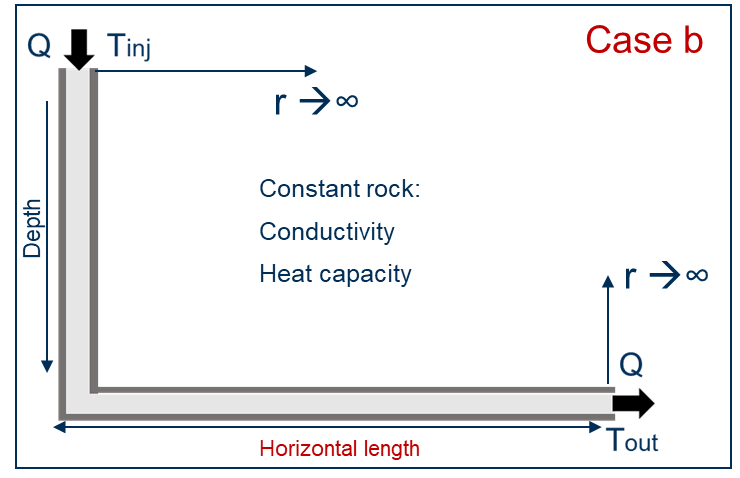 Case b
Q Tinj
r → ∞
Constant rock:
Conductivity
Heat capacity
Depth
r → ∞
Q
Tout
Horizontal length